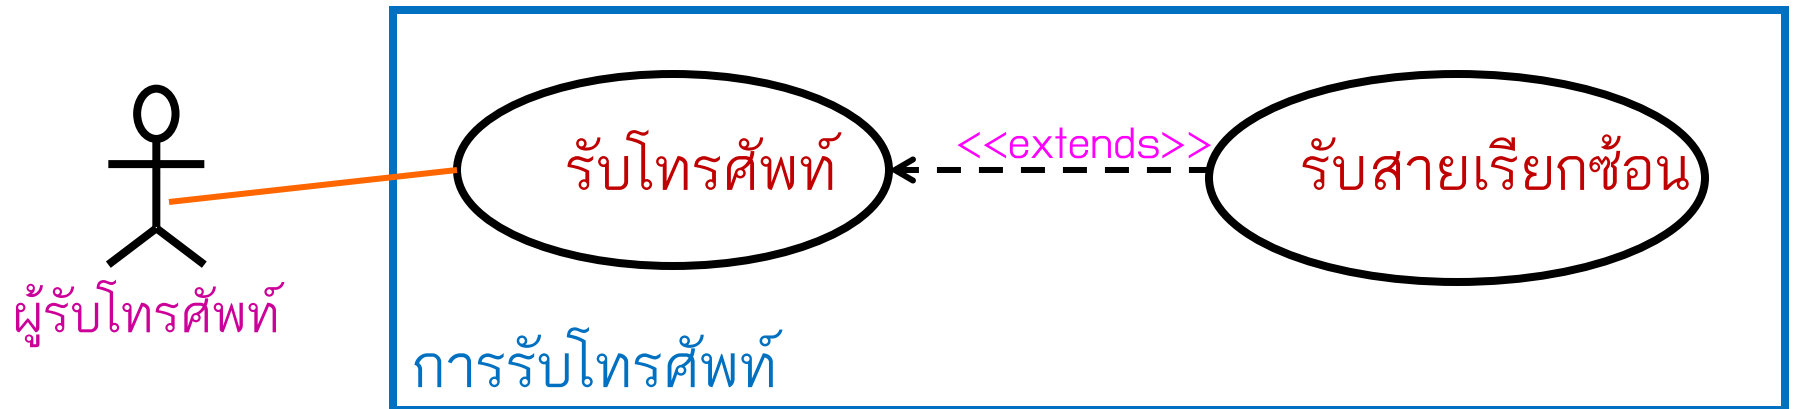 <<extends>>
รับโทรศัพท์
รับสายเรียกซ้อน
ผู้รับโทรศัพท์
การรับโทรศัพท์